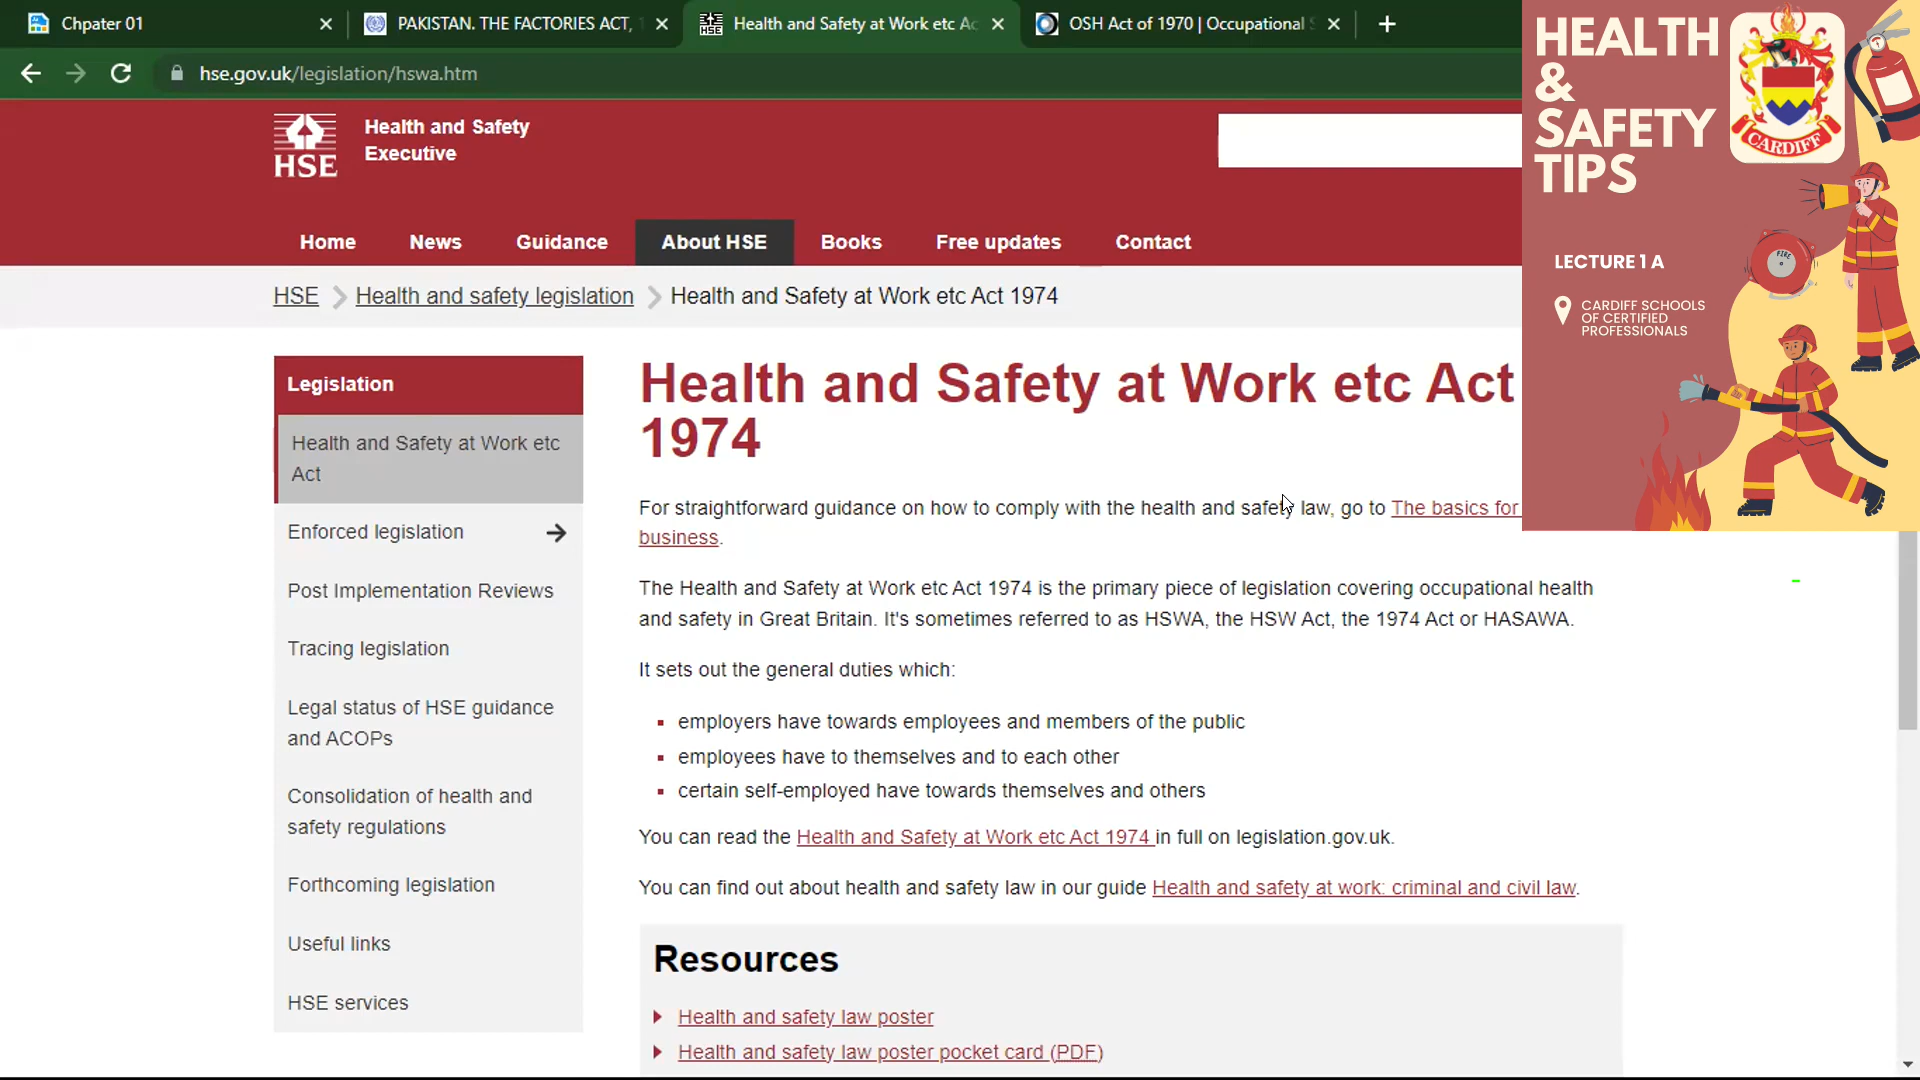 Chpater 01
PAKISTAN. THE FACTORIES ACT,
Health and Safety at Work etc Ac
OSH Act of 1970 | Occupational S
hse.gov.uk/legislation/hswa.htm
HSE
Health and Safety
Executive
Home
News
Guidance
About HSE
Books
Free updates
Contact
HSE
Health and safety legislation
Health and Safety at Work etc Act 1974
Legislation
Health and Safety at Work etc
Act
Enforced legislation
Post Implementation Reviews
Tracing legislation
Legal status of HSE guidance
and ACOPs
Consolidation of health and
safety regulations
Forthcoming legislation
Useful links
HSE services
Health and Safety at Work etc Act
1974
For straightforward guidance on how to comply with the health and safety law, go to The basics for
business.
The Health and Safety at Work etc Act 1974 is the primary piece of legislation covering occupational health
and safety in Great Britain. It's sometimes referred to as HSWA, the HSW Act, the 1974 Act or HASAWA.
It sets out the general duties which:
employers have towards employees and members of the public
employees have to themselves and to each other
certain self-employed have towards themselves and others
You can read the Health and Safety at Work etc Act 1974 in full on legislation.gov.uk.
You can find out about health and safety law in our guide Health and safety at work: criminal and civil law.
Resources
Health and safety law poster
Health and safety law poster pocket card (PDF)
HEALTH
&
SAFETY
TIPS
CARDIFF
FIRE
LECTURE 1 A
CARDIFF SCHOOLS
OF CERTIFIED
PROFESSIONALS